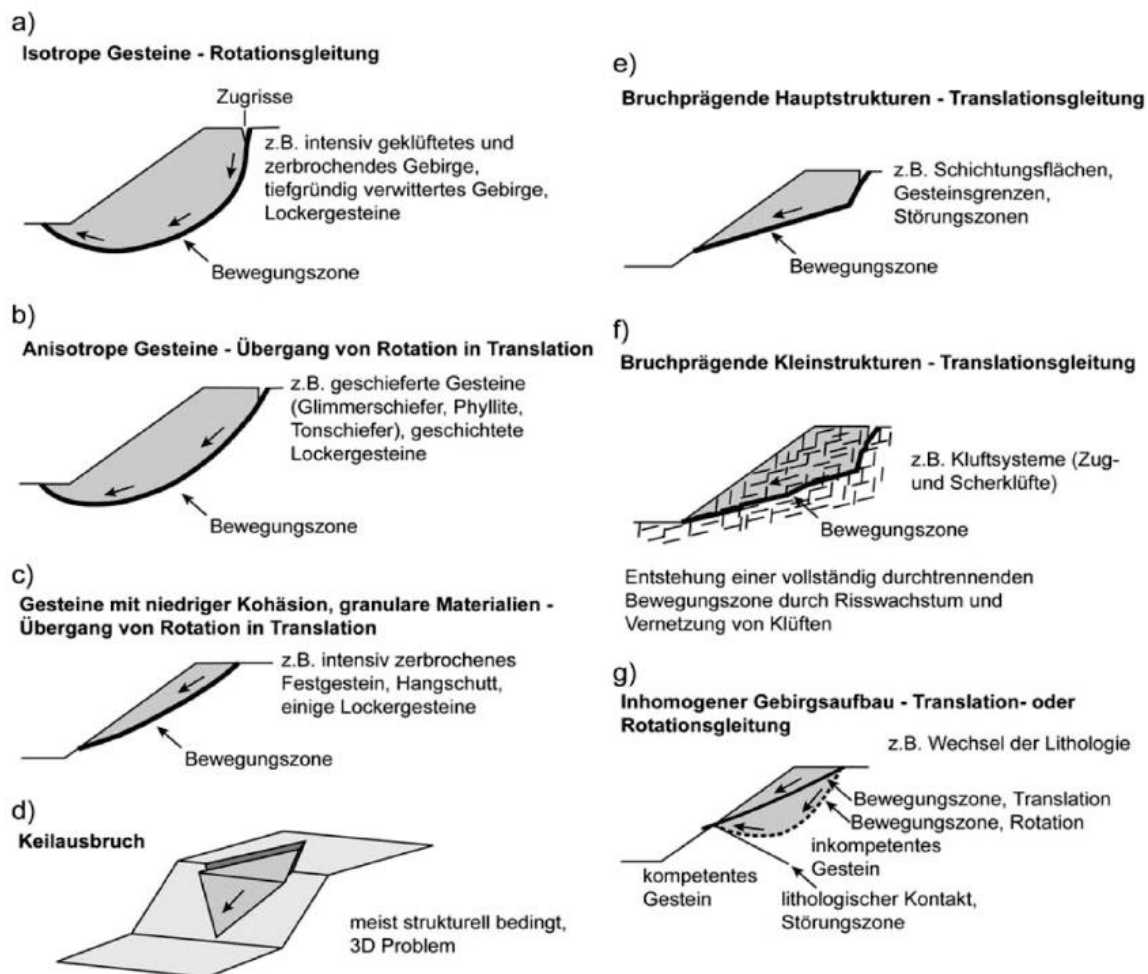 a)
Isotrope Gesteine - Rotationsgleitung
Zugrisse
z.B. intensiv geklüftetes und
zerbrochendes Gebirge,
tiefgründig verwittertes Gebirge,
Lockergesteine
Bewegungszone
b)
Anisotrope Gesteine - Übergang von Rotation in Translation
z.B. geschieferte Gesteine
(Glimmerschiefer, Phyllite,
Tonschiefer), geschichtete
Lockergesteine
Bewegungszone
c)
Gesteine mit niedriger Kohäsion, granulare Materialien -
Übergang von Rotation in Translation
z.B. intensiv zerbrochenes
Festgestein, Hangschutt,
einige Lockergesteine
Bewegungszone
d)
Keilausbruch
meist strukturell bedingt,
3D Problem
e)
Bruchprägende Hauptstrukturen - Translationsgleitung
z.B. Schichtungsflächen,
Gesteinsgrenzen,
Störungszonen
Bewegungszone
f)
Bruchprägende Kleinstrukturen - Translationsgleitung
z.B. Kluftsysteme (Zug-
und Scherklüfte)
Bewegungszone
Entstehung einer vollständig durchtrennenden
Bewegungszone durch Risswachstum und
Vernetzung von Klüften
g)
Inhomogener Gebirgsaufbau - Translation- oder
Rotationsgleitung
z.B. Wechsel der Lithologie
Bewegungszone, Translation
Bewegungszone, Rotation
inkompetentes
Gestein
kompetentes
Gestein
lithologischer Kontakt,
Störungszone